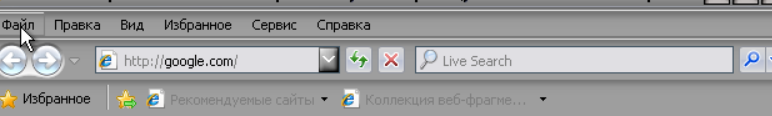 Файл Правка Вид Избранное Сервис Справка
http://google.com/ Live Search
Избранное Рекомендуемые сайты Коллекция веб-фрагме...